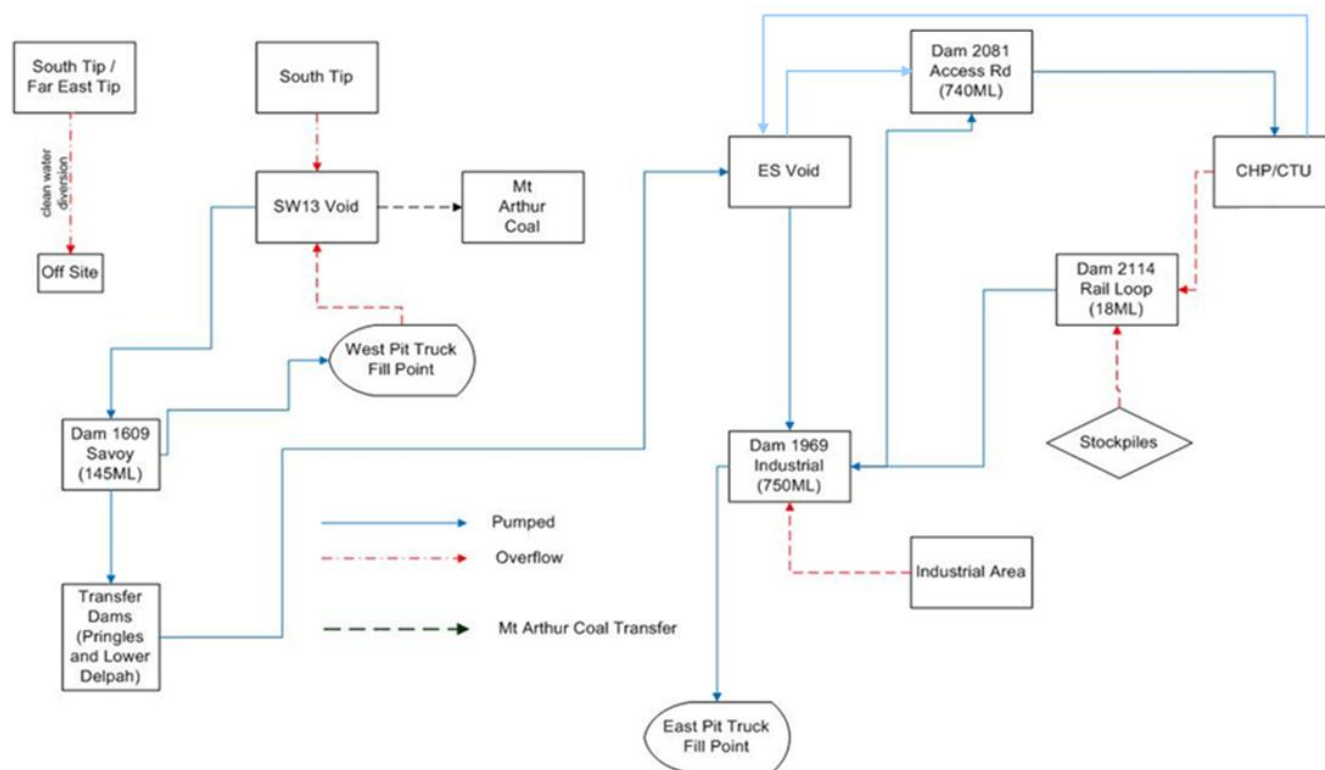 South Tip /
Far East Tip
clean water
diversion
Off Site
South Tip
SW13 Void
Mt
Arthur
Coal
West Pit Truck
Fill Point
Dam 1609
Savoy
(145ML)
Transfer
Dams
(Pringles
and Lower
Delpah)
Pumped
Overflow
Mt Arthur Coal Transfer
Dam 2081
Access Rd
(740ML)
ES Void
CHP/CTU
Dam 2114
Rail Loop
(18ML)
Stockpiles
Dam 1969
Industrial
(750ML)
Industrial Area
East Pit Truck
Fill Point